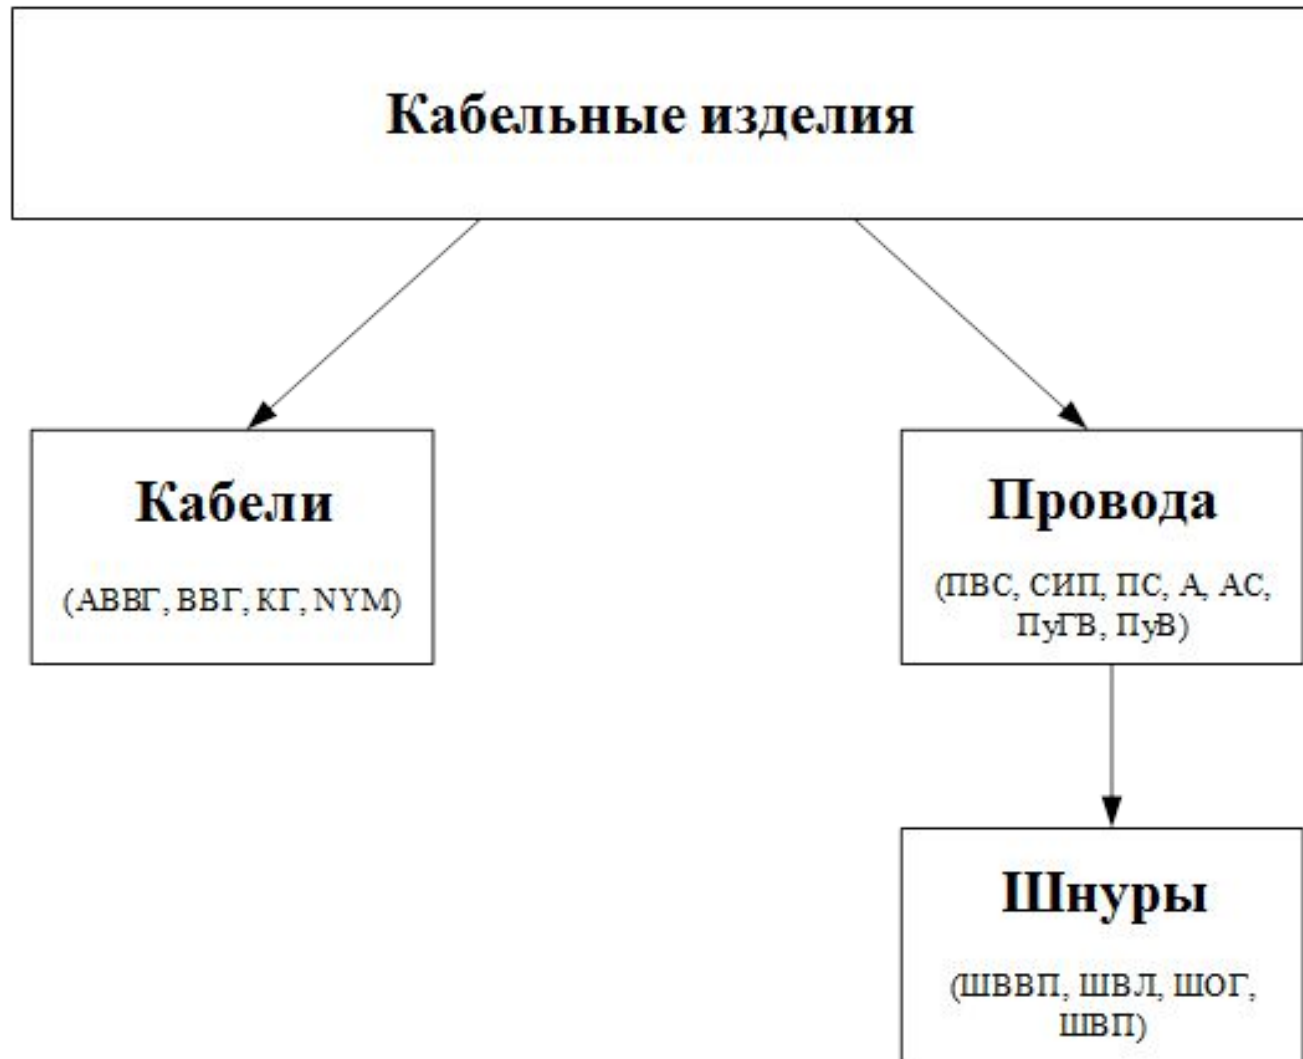 Кабельные изделия
Кабели
(АВВГ, ВВГ, КГ, NYM)
Провода
(ПВС, СИП, ПС, А, АС,
ПуГВ, ПуВ)
Шнуры
(ШВВП, ШВЛ, ШОГ,
ШВП)